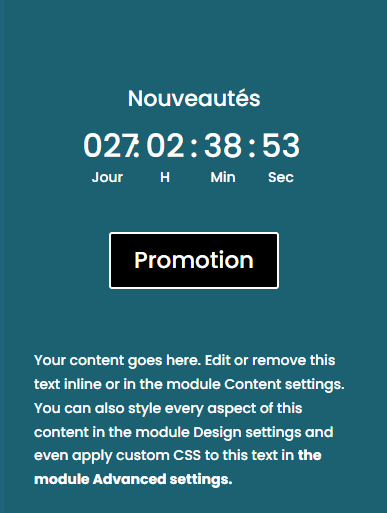 Nouveautés
027: 02 : 38 : 53
Jour H Min Sec
Promotion
Your content goes here. Edit or remove this
text inline or in the module Content settings.
You can also style every aspect of this
content in the module Design settings and
even apply custom CSS to this text in the
module Advanced settings.